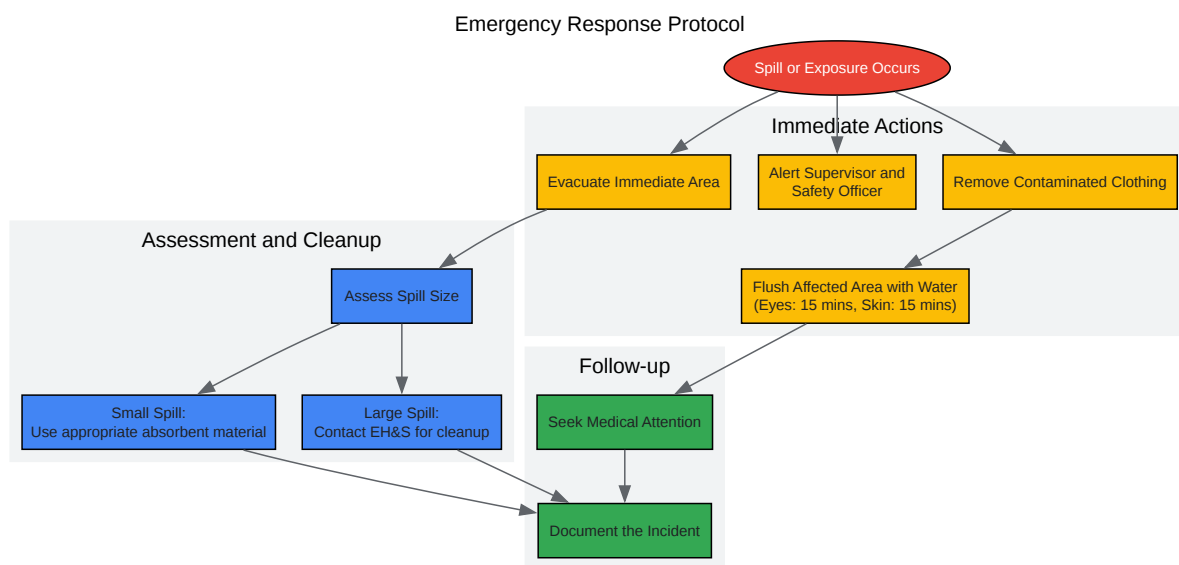 Emergency Response Protocol
Spill or Exposure Occurs
Immediate Actions
Evacuate Immediate Area
Alert Supervisor and
Safety Officer
Remove Contaminated Clothing
Assessment and Cleanup
Assess Spill Size
Flush Affected Area with Water
(Eyes: 15 mins, Skin: 15 mins)
Follow-up
Small Spill:
Use appropriate absorbent material
Large Spill:
Contact EH&S for cleanup
Seek Medical Attention
Document the Incident